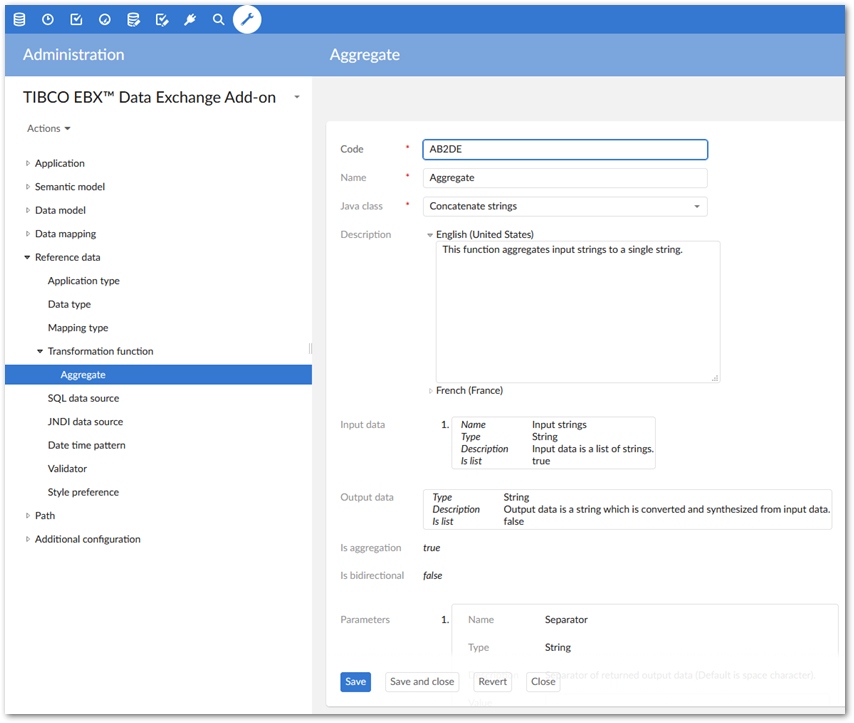 Administration
Aggregate
TIBCO EBX™ Data Exchange Add-on
Actions
Application
Semantic model
Data model
Data mapping
Reference data
Application type
Data type
Mapping type
Transformation function
Aggregate
SQL data source
JNDI data source
Date time pattern
Validator
Style preference
Path
Additional configuration
Code * AB2DE
Name * Aggregate
Java class * Concatenate strings
Description English (United States)
This function aggregates input strings to a single string.
French (France)
Input data 1. Name Input strings
Type String
Description Input data is a list of strings.
Is list true
Output data Type String
Description Output data is a string which is converted and synthesized from input data.
Is list false
Is aggregation true
Is bidirectional false
Parameters 1. Name Separator
Type String
Separator of returned output data (Default is space character).
Save Save and close Revert Close
Value